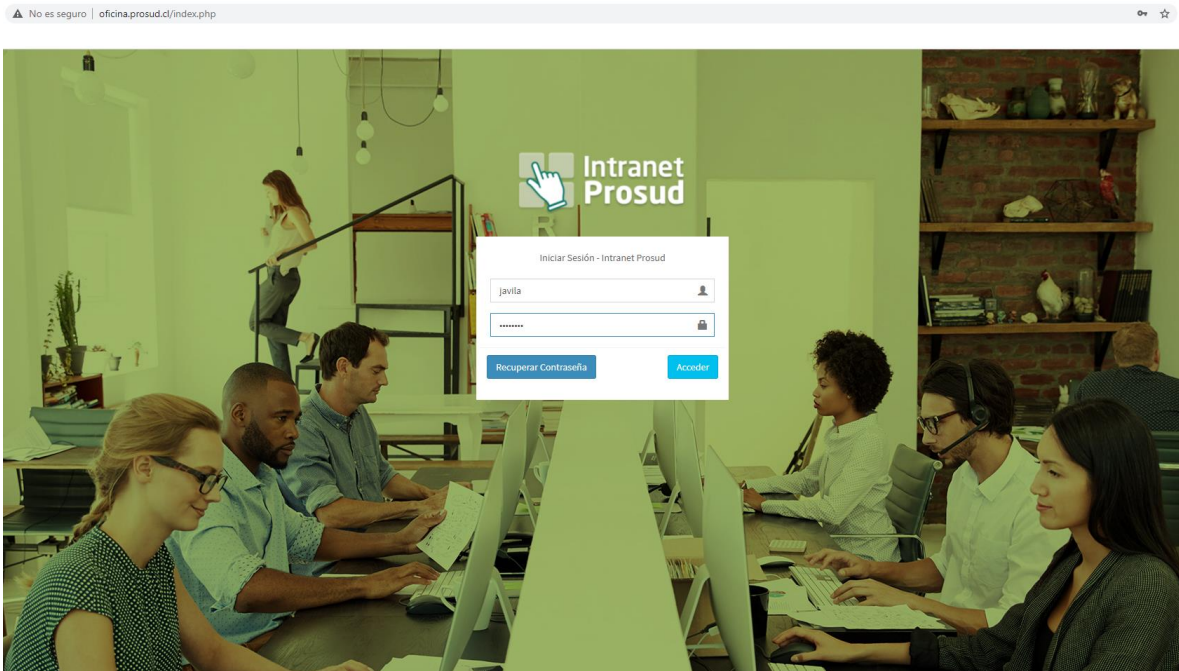 No es seguro | oficina.prosud.cl/index.php
Intranet
Prosud
Iniciar Sesión - Intranet Prosud
javila
••••••••
Recuperar Contraseña
Acceder